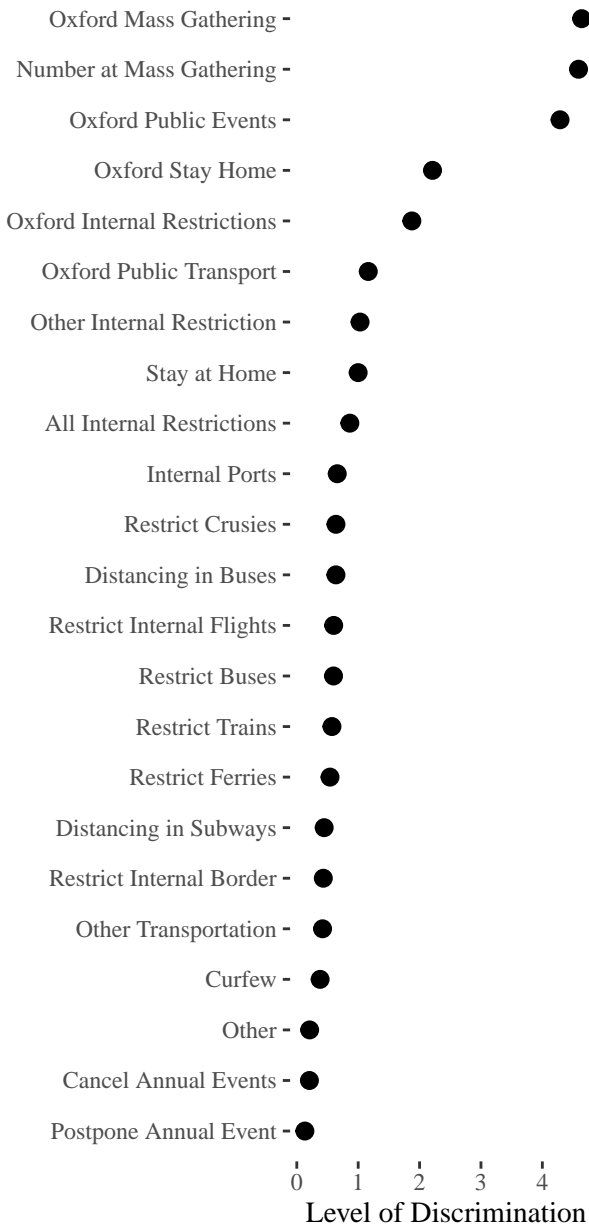 Oxford Mass Gathering
Number at Mass Gathering
Oxford Public Events
Oxford Stay Home
Oxford Internal Restrictions
Oxford Public Transport
Other Internal Restriction
Stay at Home
All Internal Restrictions
Internal Ports
Restrict Crusies
Distancing in Buses
Restrict Internal Flights
Restrict Buses
Restrict Trains
Restrict Ferries
Distancing in Subways
Restrict Internal Border
Other Transportation
Curfew
Other
Cancel Annual Events
Postpone Annual Event
0 1 2 3 4
Level of Discrimination